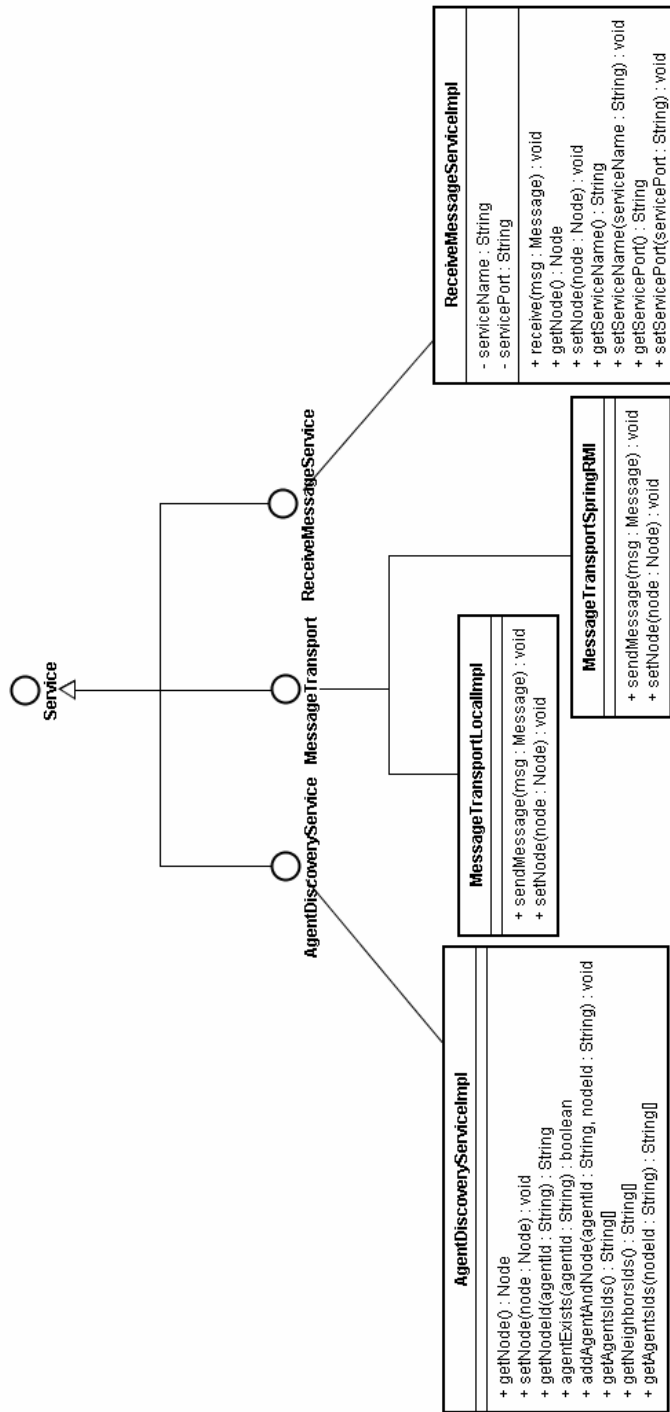 Service
AgentDiscoveryService
MessageTransport
ReceiveMessageService
AgentDiscoveryServiceImpl
+ getNode() : Node
+ setNode(node : Node) : void
+ getNodeId(agentId : String) : String
+ agentExists(agentId : String) : boolean
+ addAgentAndNode(agentId : String, nodeId : String) : void
+ getAgentsIds() : String[]
+ getNeighborsIds() : String[]
+ getAgentsIds(nodeId : String) : String[]
MessageTransportLocalImpl
+ sendMessage(msg : Message) : void
+ setNode(node : Node) : void
MessageTransportSpringRMI
+ sendMessage(msg : Message) : void
+ setNode(node : Node) : void
ReceiveMessageServiceImpl
- serviceName : String
- servicePort : String
+ receive(msg : Message) : void
+ getNode() : Node
+ setNode(node : Node) : void
+ getServiceName() : String
+ setServiceName(serviceName : String) : void
+ getServicePort() : String
+ setServicePort(servicePort : String) : void